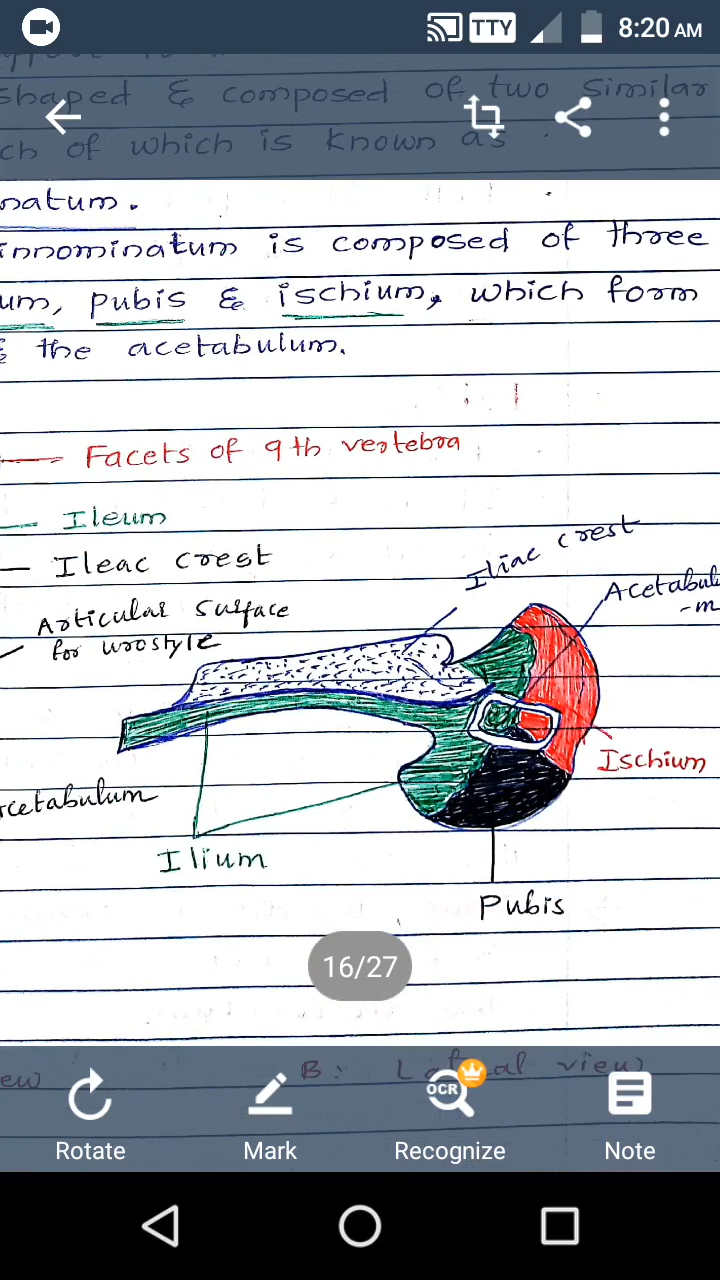 TTY 8:20 AM
shaped & composed of two similar
ch of which is known as
natum.
innominatum is composed of three
um, pubis & ischium, which form
& the acetabulum.
Facets of 9th vertebra
Ileum
Ileac crest
Iliac crest
Acetabulu
-m
Articular surface
for urostyle
Ischium
cetabulum
Ilium
Pubis
16/27
ew B: Lateral view
OCR
Rotate Mark Recognize Note